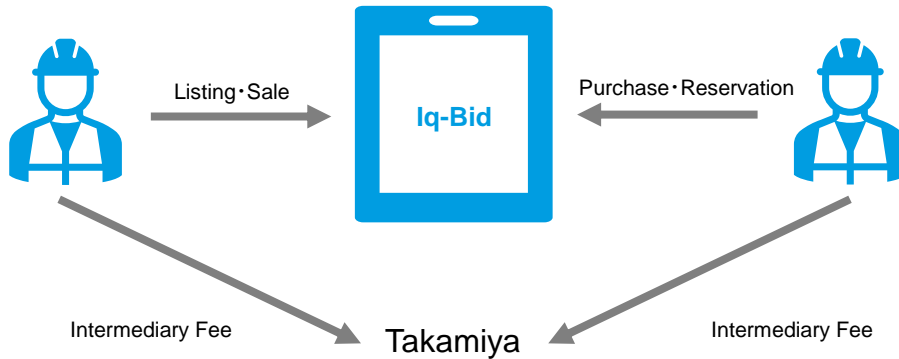 Listing・Sale
Iq-Bid
Purchase・Reservation
Intermediary Fee
Takamiya
Intermediary Fee